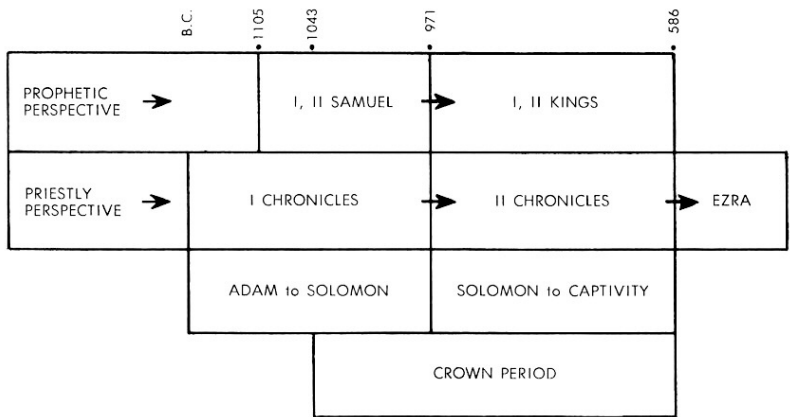 B.C.
1105
1043
971
586
PROPHETIC
PERSPECTIVE
I, II SAMUEL
I, II KINGS
PRIESTLY
PERSPECTIVE
I CHRONICLES
II CHRONICLES
EZRA
ADAM to SOLOMON
SOLOMON to CAPTIVITY
CROWN PERIOD